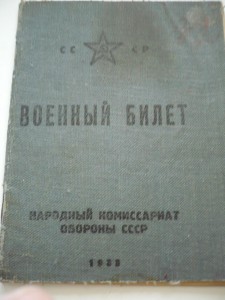 СС СР
ВОЕННЫЙ БИЛЕТ
НАРОДНЫЙ КОМИССАРИАТ
ОБОРОНЫ СССР